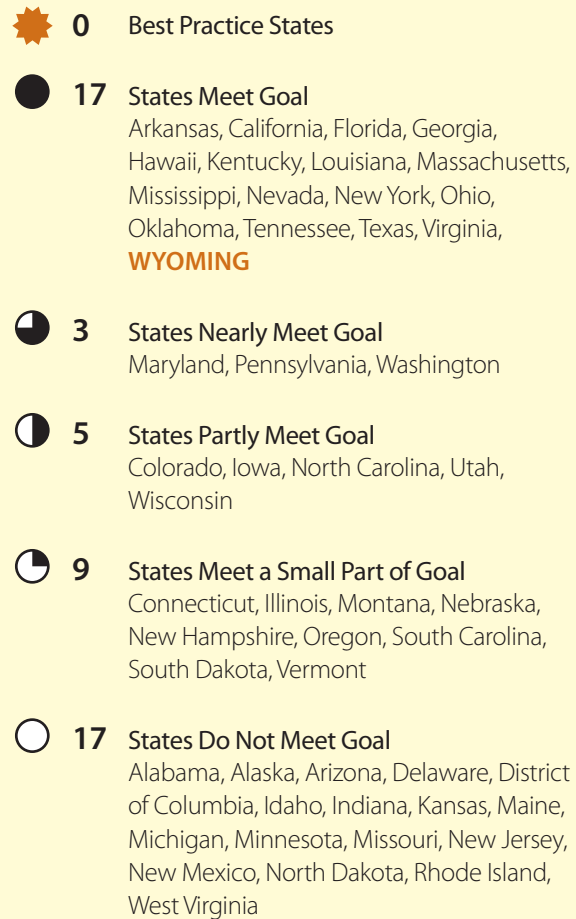 0 Best Practice States
17 States Meet Goal
Arkansas, California, Florida, Georgia,
Hawaii, Kentucky, Louisiana, Massachusetts,
Mississippi, Nevada, New York, Ohio,
Oklahoma, Tennessee, Texas, Virginia,
WYOMING
3 States Nearly Meet Goal
Maryland, Pennsylvania, Washington
5 States Partly Meet Goal
Colorado, Iowa, North Carolina, Utah,
Wisconsin
9 States Meet a Small Part of Goal
Connecticut, Illinois, Montana, Nebraska,
New Hampshire, Oregon, South Carolina,
South Dakota, Vermont
17 States Do Not Meet Goal
Alabama, Alaska, Arizona, Delaware, District
of Columbia, Idaho, Indiana, Kansas, Maine,
Michigan, Minnesota, Missouri, New Jersey,
New Mexico, North Dakota, Rhode Island,
West Virginia